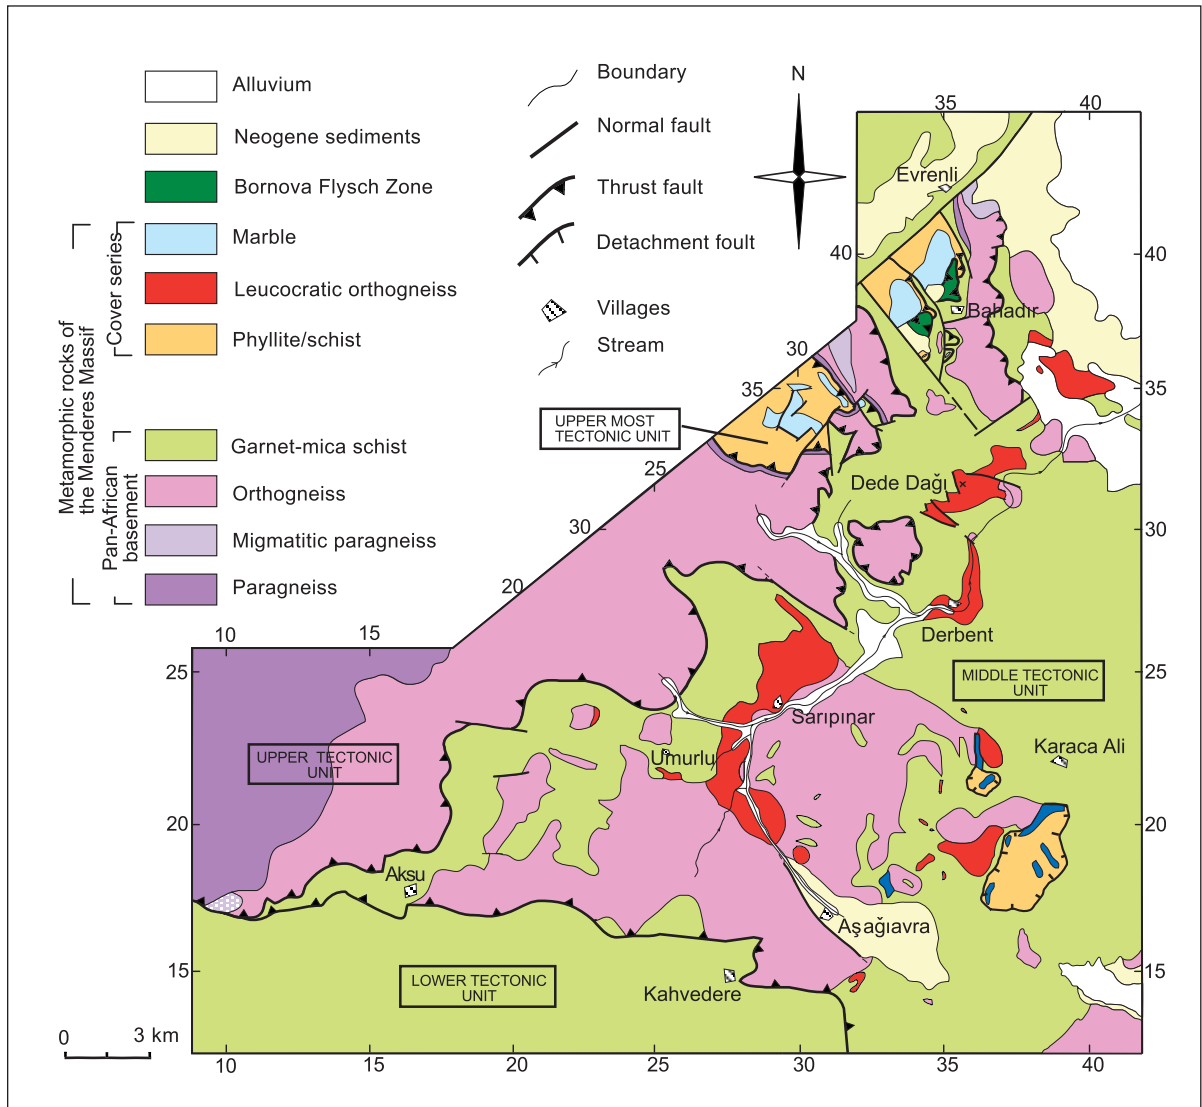 Alluvium
Neogene sediments
Bornova Flysch Zone
Marble
Leucocratic orthogneiss
Phyllite/schist
Garnet-mica schist
Orthogneiss
Migmatitic paragneiss
Paragneiss
Cover series
Pan-African
basement
Metamorphic rocks of
the Menderes Massif
Boundary
Normal fault
Thrust fault
Detachment foult
Villages
Stream
N
35
40
Evrenli
40
40
Bahadır
30
35
35
UPPER MOST
TECTONIC UNIT
25
Dede Dağı
30
30
20
Derbent
10
15
25
MIDDLE TECTONIC
UNIT
25
Sarıpınar
Karaca Ali
UPPER TECTONIC
UNIT
Umurlu
20
20
Aksu
Aşağıavra
15
LOWER TECTONIC
UNIT
Kahvedere
15
0
3 km
10
15
20
25
30
35
40